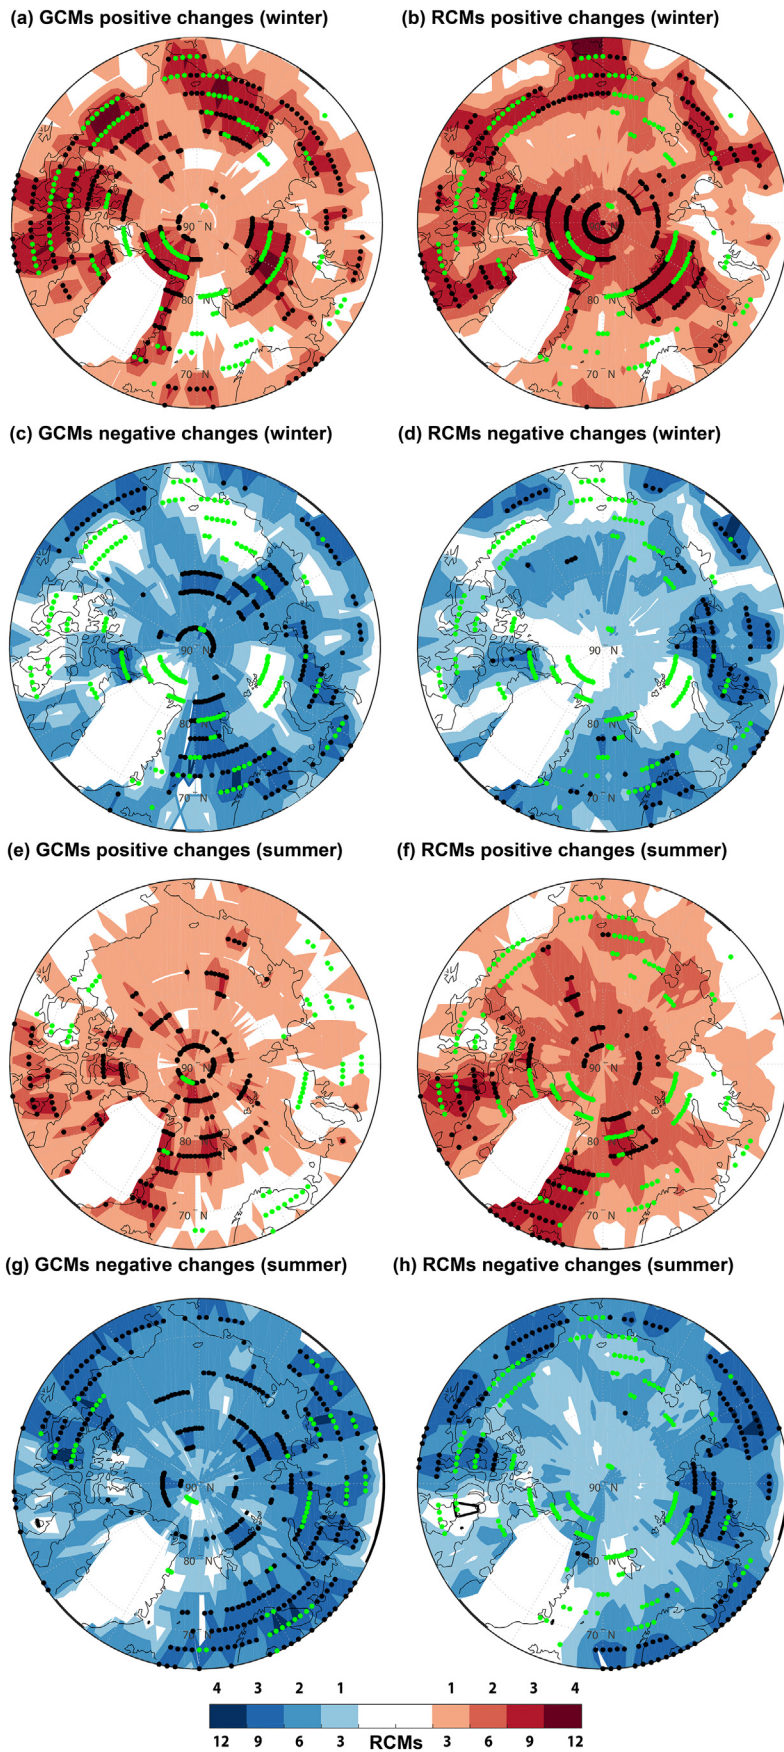 (a) GCMs positive changes (winter) (b) RCMs positive changes (winter)
90 N 90 N
80 80
70 N 70 N
(c) GCMs negative changes (winter) (d) RCMs negative changes (winter)
90 N 90 N
80 80
70 N 70 N
(e) GCMs positive changes (summer) (f) RCMs positive changes (summer)
90 N 90 N
80 80
70 N 70 N
(g) GCMs negative changes (summer) (h) RCMs negative changes (summer)
90 N 90 N
80 80
70 N 70 N
4 3 2 1 1 2 3 4
12 9 6 3 RCMs 3 6 9 12